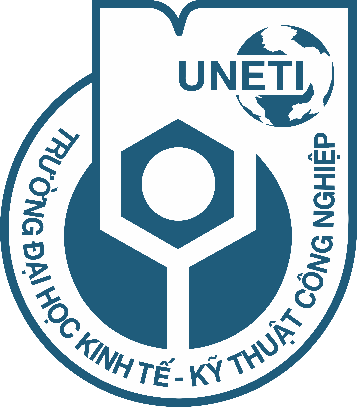 UNETI
TRƯỜNG ĐẠI HỌC KINH TẾ - KỸ THUẬT CÔNG NGHIỆP